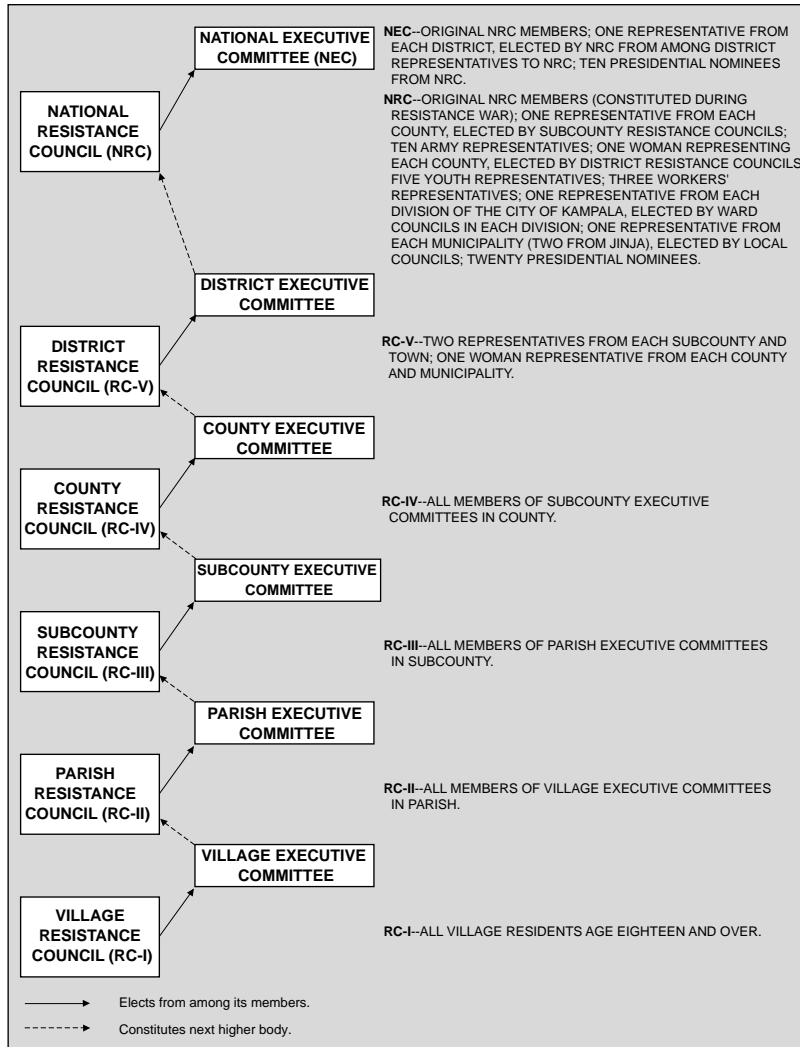 NATIONAL EXECUTIVE
COMMITTEE (NEC)
NEC--ORIGINAL NRC MEMBERS; ONE REPRESENTATIVE FROM
EACH DISTRICT, ELECTED BY NRC FROM AMONG DISTRICT
REPRESENTATIVES TO NRC; TEN PRESIDENTIAL NOMINEES
FROM NRC.
NATIONAL
RESISTANCE
COUNCIL (NRC)
NRC--ORIGINAL NRC MEMBERS (CONSTITUTED DURING
RESISTANCE WAR); ONE REPRESENTATIVE FROM EACH
COUNTY, ELECTED BY SUBCOUNTY RESISTANCE COUNCILS;
TEN ARMY REPRESENTATIVES; ONE WOMAN REPRESENTING
EACH COUNTY, ELECTED BY DISTRICT RESISTANCE COUNCILS
FIVE YOUTH REPRESENTATIVES; THREE WORKERS'
REPRESENTATIVES; ONE REPRESENTATIVE FROM EACH
DIVISION OF THE CITY OF KAMPALA, ELECTED BY WARD
COUNCILS IN EACH DIVISION; ONE REPRESENTATIVE FROM
EACH MUNICIPALITY (TWO FROM JINJA), ELECTED BY LOCAL
COUNCILS; TWENTY PRESIDENTIAL NOMINEES.
DISTRICT EXECUTIVE
COMMITTEE
DISTRICT
RESISTANCE
COUNCIL (RC-V)
RC-V--TWO REPRESENTATIVES FROM EACH SUBCOUNTY AND
TOWN; ONE WOMAN REPRESENTATIVE FROM EACH COUNTY
AND MUNICIPALITY.
COUNTY EXECUTIVE
COMMITTEE
COUNTY
RESISTANCE
COUNCIL (RC-IV)
RC-IV--ALL MEMBERS OF SUBCOUNTY EXECUTIVE
COMMITTEES IN COUNTY.
SUBCOUNTY EXECUTIVE
COMMITTEE
SUBCOUNTY
RESISTANCE
COUNCIL (RC-III)
RC-III--ALL MEMBERS OF PARISH EXECUTIVE COMMITTEES
IN SUBCOUNTY.
PARISH EXECUTIVE
COMMITTEE
PARISH
RESISTANCE
COUNCIL (RC-II)
RC-II--ALL MEMBERS OF VILLAGE EXECUTIVE COMMITTEES
IN PARISH.
VILLAGE EXECUTIVE
COMMITTEE
VILLAGE
RESISTANCE
COUNCIL (RC-I)
RC-I--ALL VILLAGE RESIDENTS AGE EIGHTEEN AND OVER.
Elects from among its members.
Constitutes next higher body.